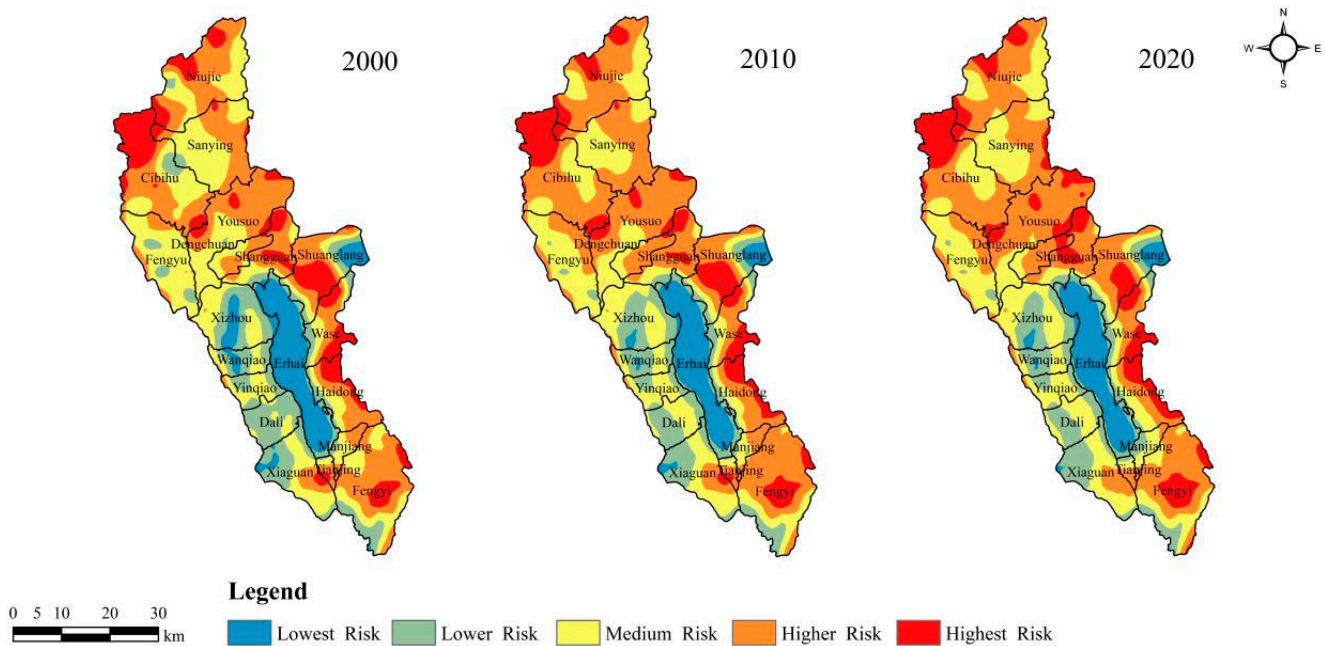 2000
Niujie
Sanying
Cibihu
Yousuo
Dengchuan
Fengyu
Shangguan
Shuanglang
Xizhou
Wase
Wanqiao
Erhai
Yinqiao
Haidong
Dali
Manjiang
Xiaguan
Tianjing
Fengyi
2010
Niujie
Sanying
Cibihu
Yousuo
Dengchuan
Fengyu
Shangguan
Shuanglang
Xizhou
Wase
Wanqiao
Erhai
Yinqiao
Haidong
Dali
Manjiang
Xiaguan
Tianjing
Fengyi
2020
Niujie
Sanying
Cibihu
Yousuo
Dengchuan
Fengyu
Shangguan
Shuanglang
Xizhou
Wase
Wanqiao
Erhai
Yinqiao
Haidong
Dali
Manjiang
Xiaguan
Tianjing
Fengyi
N
W E
S
Legend
0 5 10 20 30
km
Lowest Risk Lower Risk Medium Risk Higher Risk Highest Risk